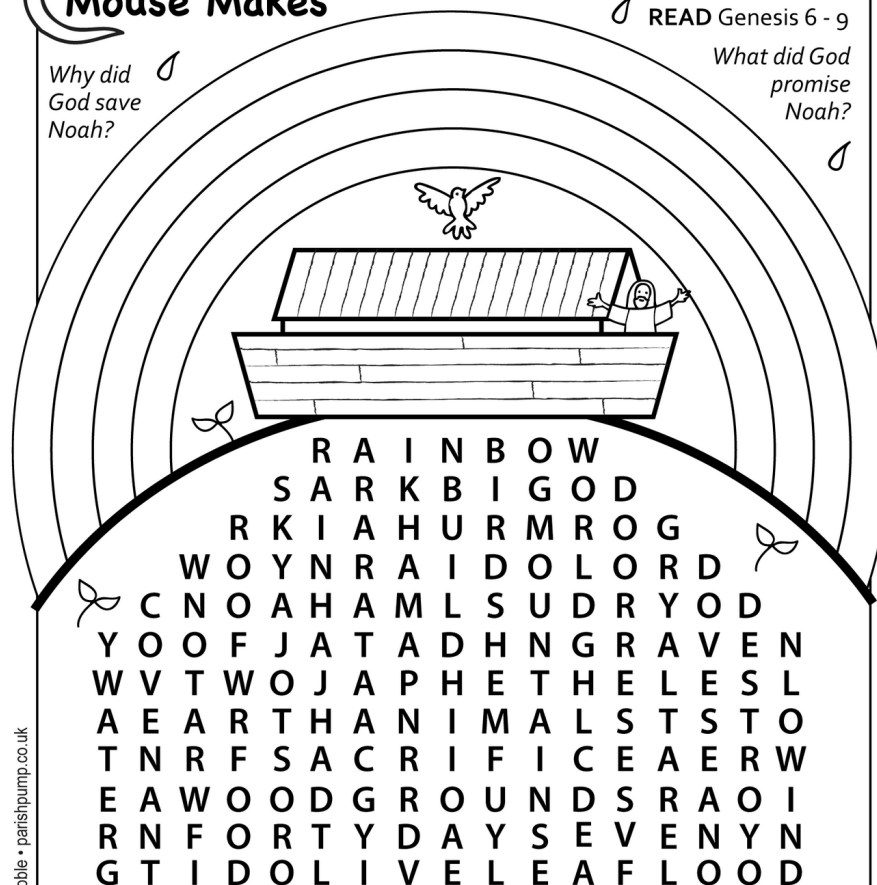 Mouse Makes
READ Genesis 6 - 9
Why did
God save
Noah?
What did God
promise
Noah?
R A I N B O W
S A R K B I G O D
R K I A H U R M R O G
W O Y N R A I D O L O R D
C N O A H A M L S U D R Y O D
Y O O F J A T A D H N G R A V E N
W V T W O J A P H E T H E L E S L
A E A R T H A N I M A L S T S T O
T N R F S A C R I F I C E A E R W
E A W O O D G R O U N D S R A O I
R N F O R T Y D A Y S E V E N Y N
G T I D O L I V E L E A F L O O D
• parishpump.co.uk